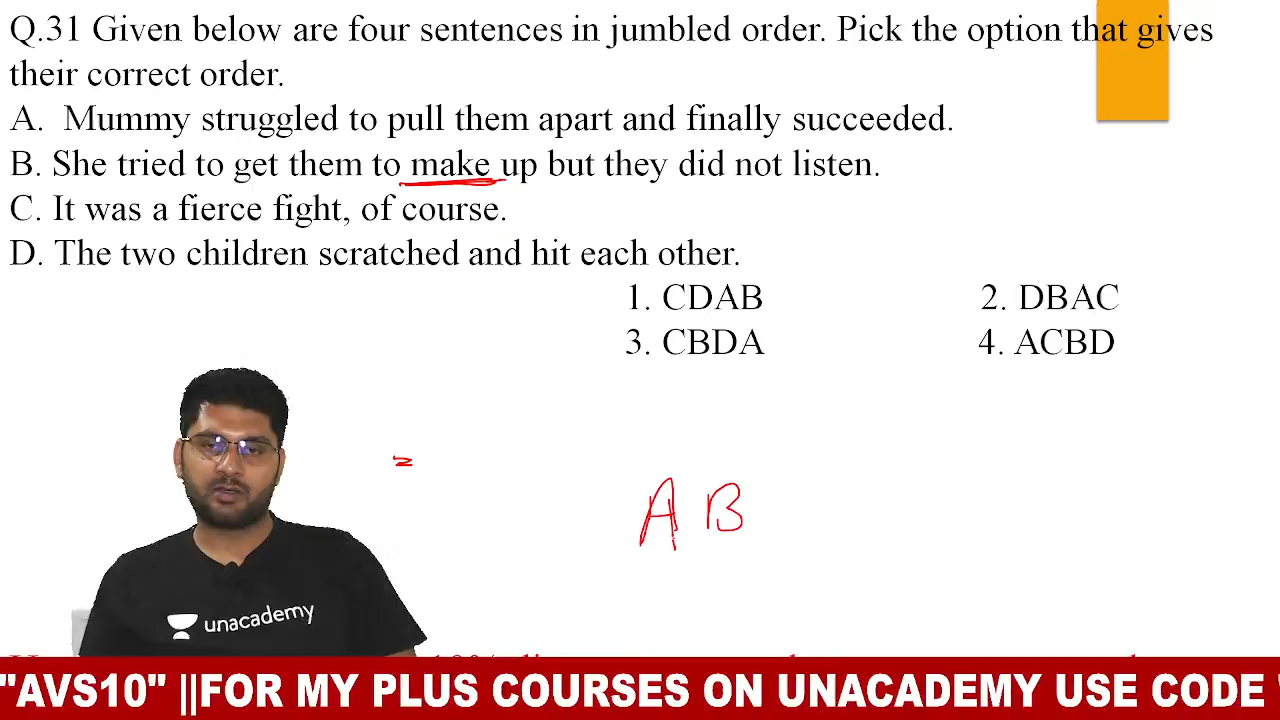 Q.31 Given below are four sentences in jumbled order. Pick the option that gives
their correct order.
A. Mummy struggled to pull them apart and finally succeeded.
B. She tried to get them to make up but they did not listen.
C. It was a fierce fight, of course.
D. The two children scratched and hit each other.
1. CDAB 2. DBAC
3. CBDA 4. ACBD
A B
unacademy
"AVS10" ||FOR MY PLUS COURSES ON UNACADEMY USE CODE "